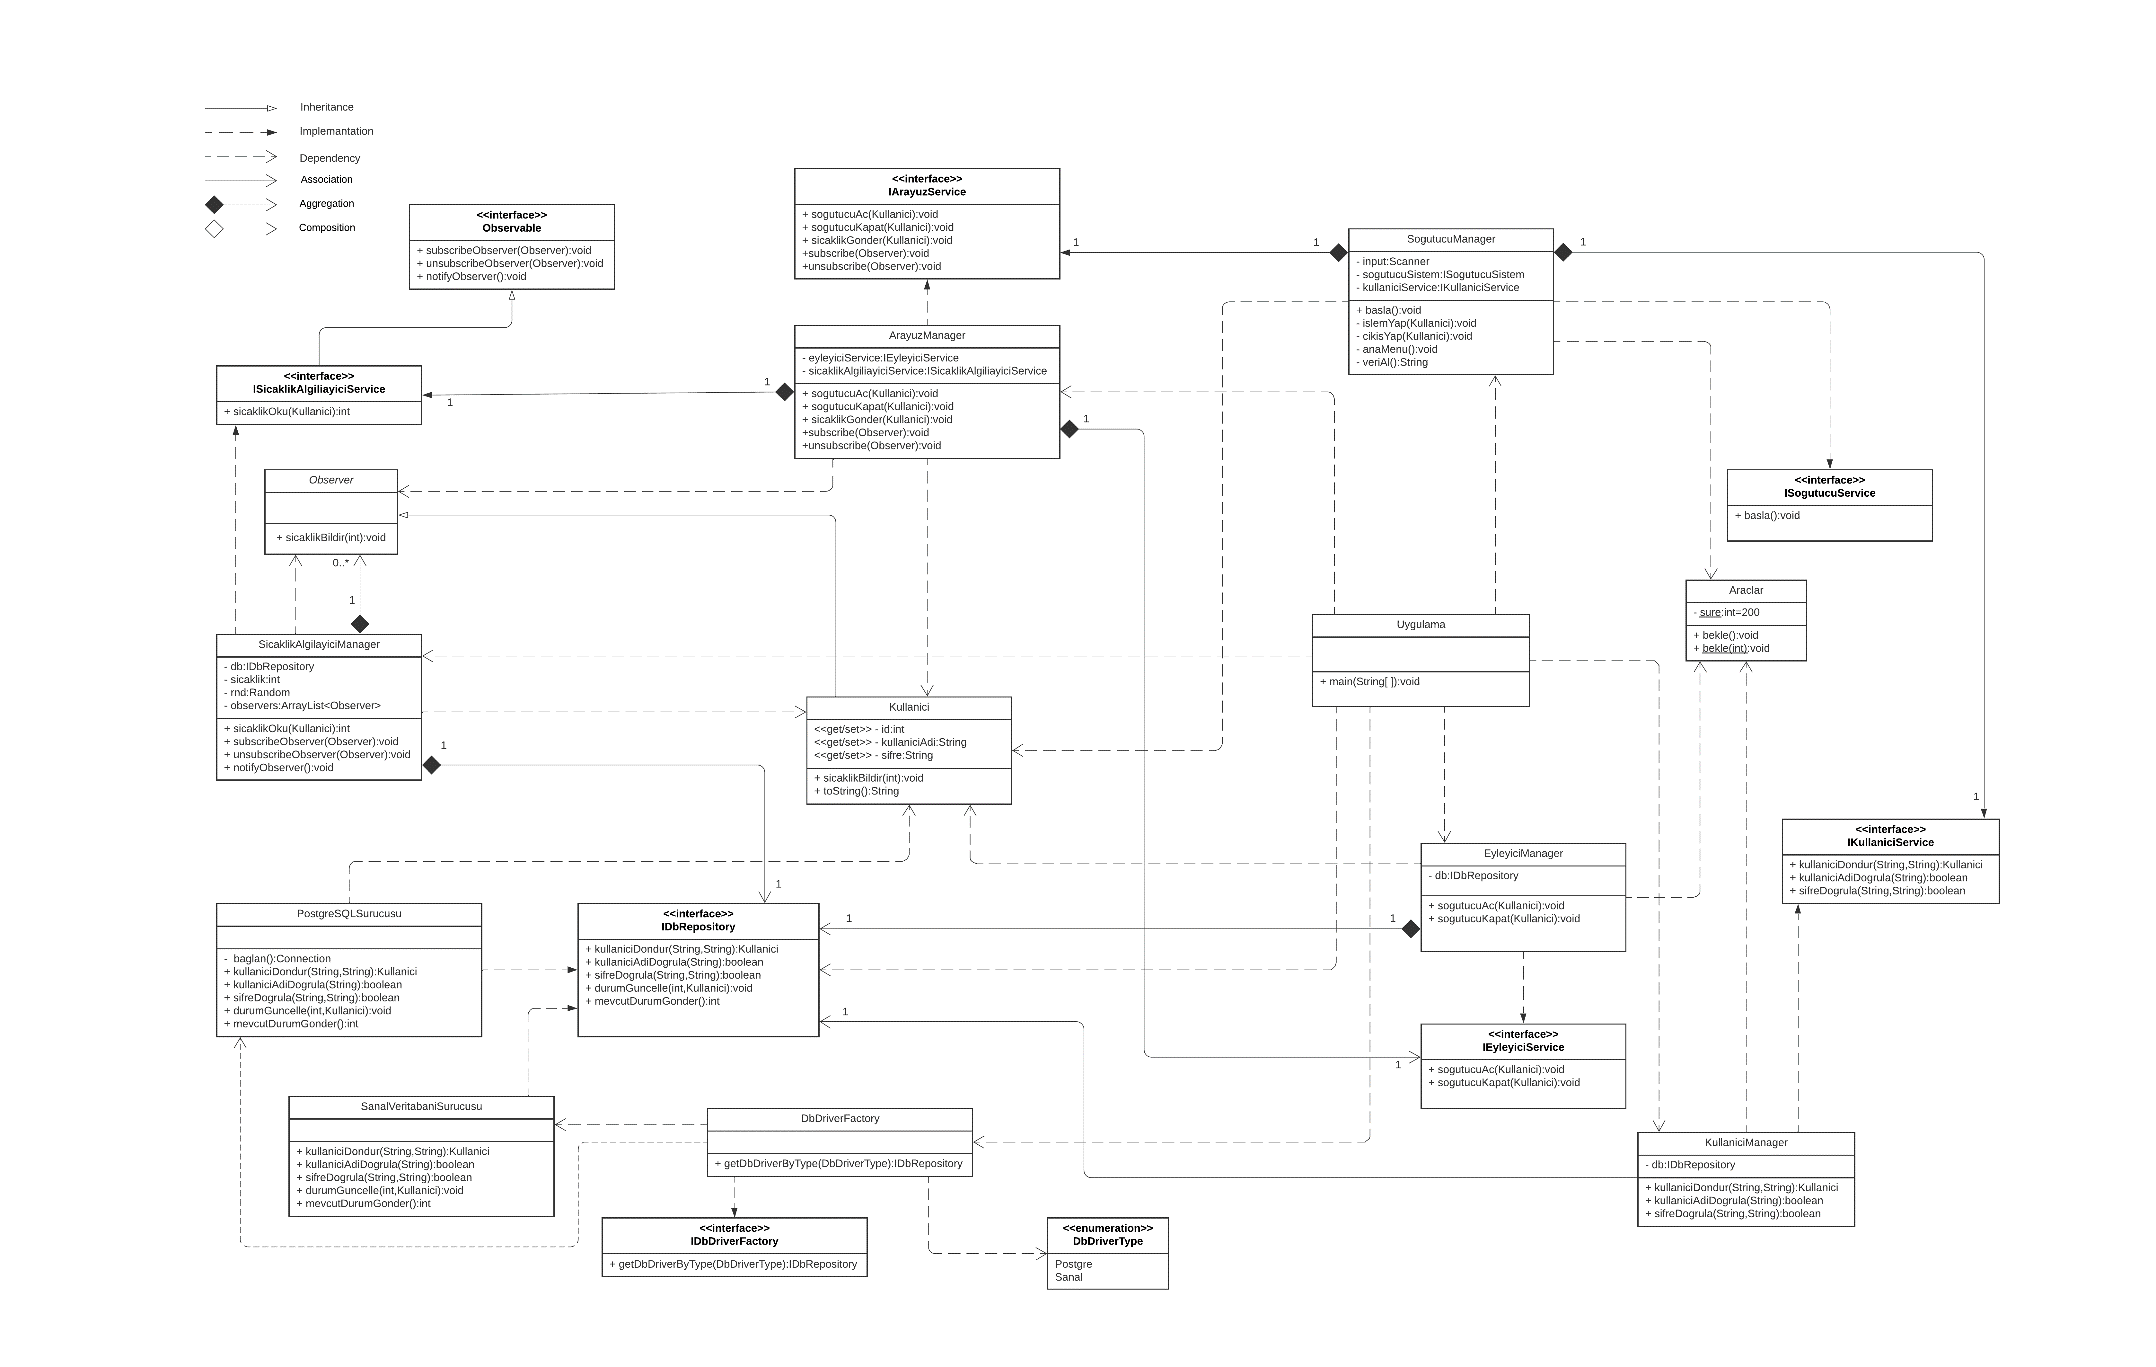 Inheritance
Implemantation
Dependency
Association
Aggregation
Composition
<<interface>>
Observable
+ subscribeObserver(Observer):void
+ unsubscribeObserver(Observer):void
+ notifyObserver():void
<<interface>>
IArayuzService
+ sogutucuAc(Kullanici):void
+ sogutucuKapat(Kullanici):void
+ sicaklikGonder(Kullanici):void
+subscribe(Observer):void
+unsubscribe(Observer):void
1
1
SogutucuManager
- input:Scanner
- sogutucuSistem:ISogutucuSistem
- kullaniciService:IKullaniciService
+ basla():void
- islemYap(Kullanici):void
- cikisYap(Kullanici):void
- anaMenu():void
- veriAl():String
1
ArayuzManager
- eyleyiciService:IEyleyiciService
- sicaklikAlgiliayiciService:ISicaklikAlgiliayiciService
+ sogutucuAc(Kullanici):void
+ sogutucuKapat(Kullanici):void
+ sicaklikGonder(Kullanici):void
+subscribe(Observer):void
+unsubscribe(Observer):void
1
1
1
<<interface>>
ISicaklikAlgiliayiciService
+ sicaklikOku(Kullanici):int
Observer
+ sicaklikBildir(int):void
0..*
1
<<interface>>
ISogutucuService
+ basla():void
Araclar
- sure:int=200
+ bekle():void
+ bekle(int):void
SicaklikAlgilayiciManager
- db:IDbRepository
- sicaklik:int
- rnd:Random
- observers:ArrayList<Observer>
+ sicaklikOku(Kullanici):int
+ subscribeObserver(Observer):void
+ unsubscribeObserver(Observer):void
+ notifyObserver():void
1
Uygulama
+ main(String[ ]):void
Kullanici
<<get/set>> - id:int
<<get/set>> - kullaniciAdi:String
<<get/set>> - sifre:String
+ sicaklikBildir(int):void
+ toString():String
1
<<interface>>
IKullaniciService
+ kullaniciDondur(String,String):Kullanici
+ kullaniciAdiDogrula(String):boolean
+ sifreDogrula(String,String):boolean
EyleyiciManager
- db:IDbRepository
+ sogutucuAc(Kullanici):void
+ sogutucuKapat(Kullanici):void
1
1
1
PostgreSQLSurucusu
- baglan():Connection
+ kullaniciDondur(String,String):Kullanici
+ kullaniciAdiDogrula(String):boolean
+ sifreDogrula(String,String):boolean
+ durumGuncelle(int,Kullanici):void
+ mevcutDurumGonder():int
<<interface>>
IDbRepository
+ kullaniciDondur(String,String):Kullanici
+ kullaniciAdiDogrula(String):boolean
+ sifreDogrula(String,String):boolean
+ durumGuncelle(int,Kullanici):void
+ mevcutDurumGonder():int
1
<<interface>>
IEyleyiciService
+ sogutucuAc(Kullanici):void
+ sogutucuKapat(Kullanici):void
1
SanalVeritabaniSurucusu
+ kullaniciDondur(String,String):Kullanici
+ kullaniciAdiDogrula(String):boolean
+ sifreDogrula(String,String):boolean
+ durumGuncelle(int,Kullanici):void
+ mevcutDurumGonder():int
DbDriverFactory
+ getDbDriverByType(DbDriverType):IDbRepository
KullaniciManager
- db:IDbRepository
+ kullaniciDondur(String,String):Kullanici
+ kullaniciAdiDogrula(String):boolean
+ sifreDogrula(String,String):boolean
<<interface>>
IDbDriverFactory
+ getDbDriverByType(DbDriverType):IDbRepository
<<enumeration>>
DbDriverType
Postgre
Sanal